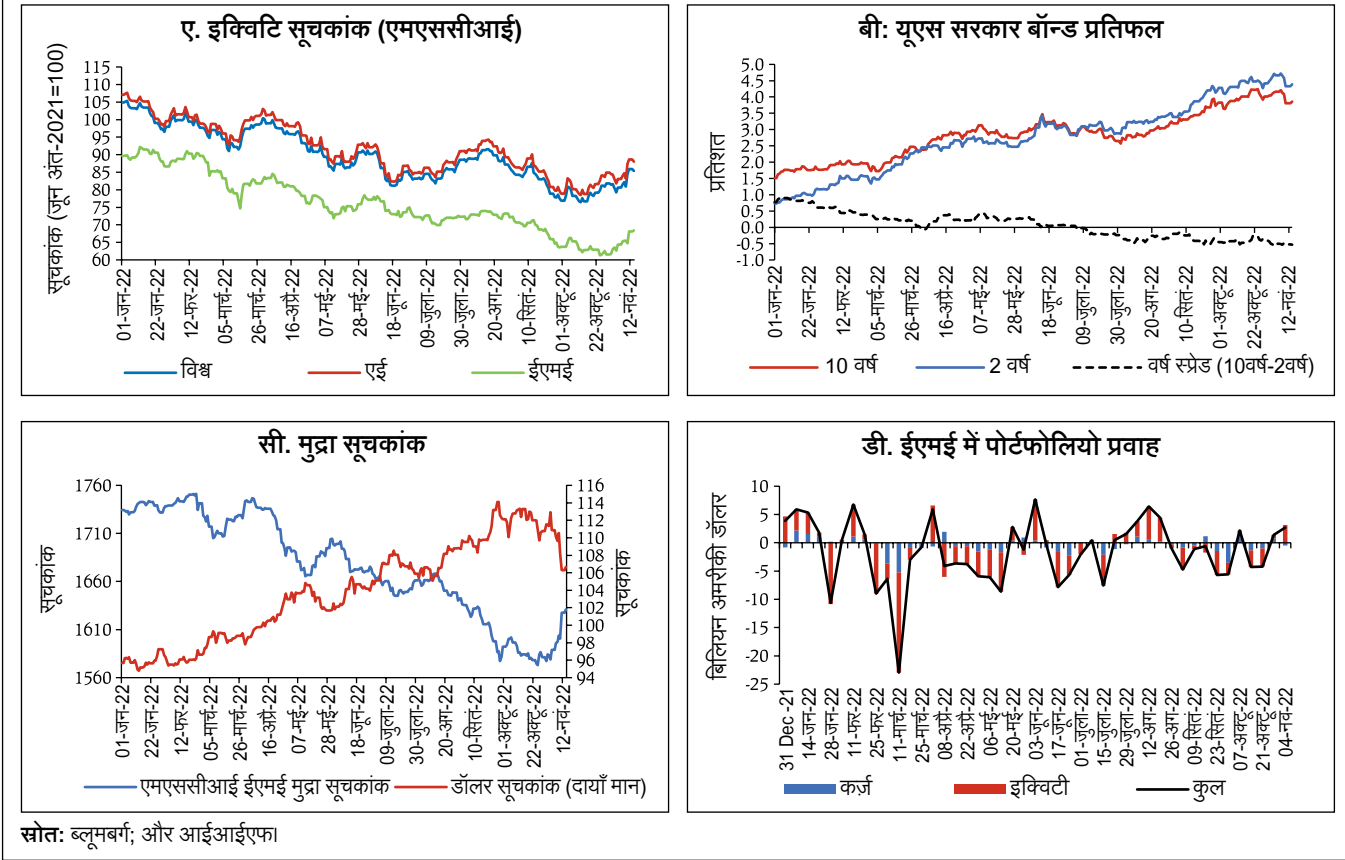 ए. इक्विटि सूचकांक (एमएससीआई)
सूचकांक (जून अंत-2021=100)
115
110
105
100
95
90
85
80
75
70
65
60
01-जन-22
22-जन-22
12-फर-22
05-मार्च-22
26-मार्च-22
16-अप्रै-22
07-मई-22
28-मई-22
18-जून-22
09-जुला-22
30-जुला-22
20-अग-22
10-सितं-22
01-अक्टू-22
22-अक्टू-22
12-नवं-22
विश्व एई ईएमई
बी: यूएस सरकार बॉन्ड प्रतिफल
प्रतिशत
5.0
4.5
4.0
3.5
3.0
2.5
2.0
1.5
1.0
0.5
0.0
-0.5
-1.0
01-जन-22
22-जन-22
12-फर-22
05-मार्च-22
26-मार्च-22
16-अप्रै-22
07-मई-22
28-मई-22
18-जून-22
09-जुला-22
30-जुला-22
20-अग-22
10-सितं-22
01-अक्टू-22
22-अक्टू-22
12-नवं-22
10 वर्ष 2 वर्ष वर्ष स्प्रेड (10वर्ष-2वर्ष)
सी. मुद्रा सूचकांक
सूचकांक
1760
1710
1660
1610
1560
116
114
112
110
108
106
104
102
100
98
96
94
सूचकांक
01-जन-22
22-जन-22
12-फर-22
05-मार्च-22
26-मार्च-22
16-अप्रै-22
07-मई-22
28-मई-22
18-जून-22
09-जुला-22
30-जुला-22
20-अग-22
10-सितं-22
01-अक्टू-22
22-अक्टू-22
12-नवं-22
एमएससीआई ईएमई मुद्रा सूचकांक डॉलर सूचकांक (दायाँ मान)
डी. ईएमई में पोर्टफोलियो प्रवाह
बिलियन अमरीकी डॉलर
10
5
0
-5
-10
-15
-20
-25
31 Dec -21
14-जन-22
28-जन-22
11-फर-22
25-फर-22
11-मार्च-22
25-मार्च-22
08-अप्रै-22
22-अप्रै-22
06-मई-22
20-मई-22
03-जून-22
17-जून-22
01-जुला-22
15-जुला-22
29-जुला-22
12-अग-22
26-अग-22
09-सितं-22
23-सितं-22
07-अक्टू-22
21-अक्टू-22
04-नवं-22
कर्ज़ इक्विटी कुल
स्रोत: ब्लूमबर्ग; और आईआईएफ।